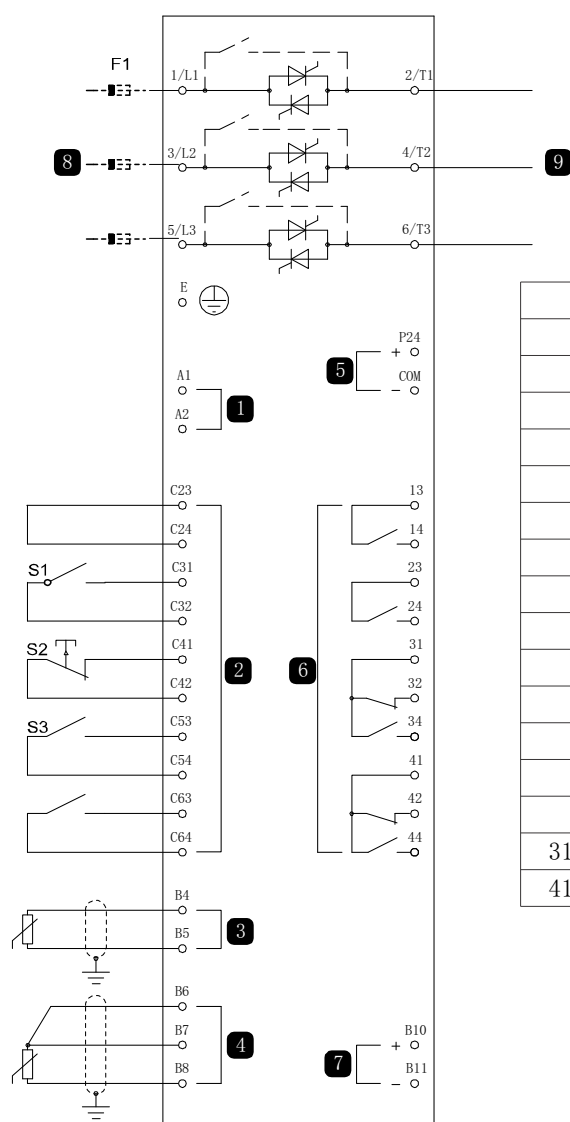 F1
1/L1 2/T1
8 3/L2 4/T2 9
5/L3 6/T3
E
P24
5 +
A1 COM
1 -
A2
C23 13
C24 14
S1 C31 23
C32 24
S2 C41 31
2 6
C42 32
S3 C53 34
C54 41
C63 42
C64 44
31
41
B4
3
B5
B6
B7 B10
4 7 +
B8 B11
-